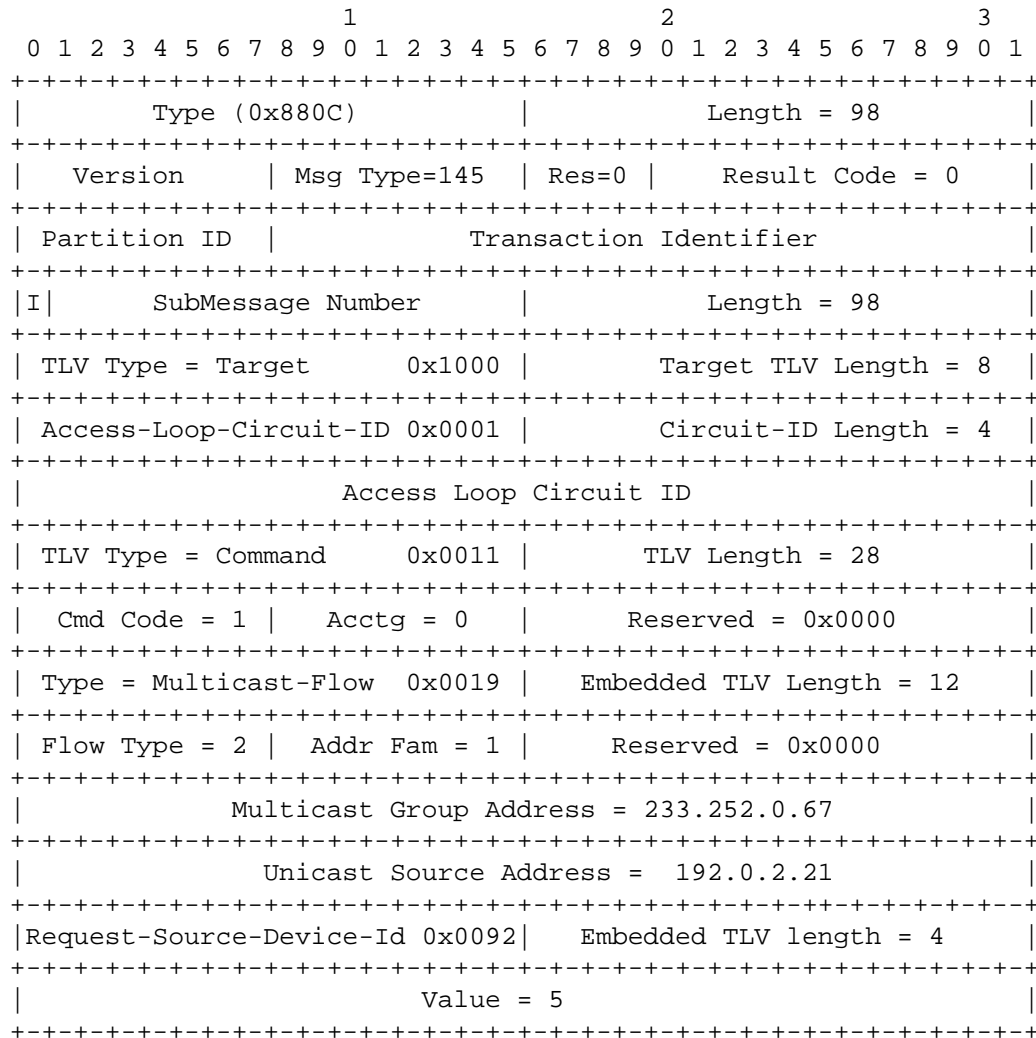 1                   2                   3
 0 1 2 3 4 5 6 7 8 9 0 1 2 3 4 5 6 7 8 9 0 1 2 3 4 5 6 7 8 9 0 1
+-+-+-+-+-+-+-+-+-+-+-+-+-+-+-+-+-+-+-+-+-+-+-+-+-+-+-+-+-+-+-+-+
|        Type (0x880C)          |           Length = 98         |
+-+-+-+-+-+-+-+-+-+-+-+-+-+-+-+-+-+-+-+-+-+-+-+-+-+-+-+-+-+-+-+-+
|   Version     | Msg Type=145  | Res=0 |    Result Code = 0    |
+-+-+-+-+-+-+-+-+-+-+-+-+-+-+-+-+-+-+-+-+-+-+-+-+-+-+-+-+-+-+-+-+
| Partition ID  |            Transaction Identifier             |
+-+-+-+-+-+-+-+-+-+-+-+-+-+-+-+-+-+-+-+-+-+-+-+-+-+-+-+-+-+-+-+-+
|I|      SubMessage Number      |           Length = 98         |
+-+-+-+-+-+-+-+-+-+-+-+-+-+-+-+-+-+-+-+-+-+-+-+-+-+-+-+-+-+-+-+-+
| TLV Type = Target      0x1000 |        Target TLV Length = 8  |
+-+-+-+-+-+-+-+-+-+-+-+-+-+-+-+-+-+-+-+-+-+-+-+-+-+-+-+-+-+-+-+-+
| Access-Loop-Circuit-ID 0x0001 |        Circuit-ID Length = 4  |
+-+-+-+-+-+-+-+-+-+-+-+-+-+-+-+-+-+-+-+-+-+-+-+-+-+-+-+-+-+-+-+-+
|                    Access Loop Circuit ID                     |
+-+-+-+-+-+-+-+-+-+-+-+-+-+-+-+-+-+-+-+-+-+-+-+-+-+-+-+-+-+-+-+-+
| TLV Type = Command     0x0011 |       TLV Length = 28         |
+-+-+-+-+-+-+-+-+-+-+-+-+-+-+-+-+-+-+-+-+-+-+-+-+-+-+-+-+-+-+-+-+
|  Cmd Code = 1 |   Acctg = 0   |      Reserved = 0x0000        |
+-+-+-+-+-+-+-+-+-+-+-+-+-+-+-+-+-+-+-+-+-+-+-+-+-+-+-+-+-+-+-+-+
| Type = Multicast-Flow  0x0019 |   Embedded TLV Length = 12    |
+-+-+-+-+-+-+-+-+-+-+-+-+-+-+-+-+-+-+-+-+-+-+-+-+-+-+-+-+-+-+-+-+
| Flow Type = 2 |  Addr Fam = 1 |     Reserved = 0x0000         |
+-+-+-+-+-+-+-+-+-+-+-+-+-+-+-+-+-+-+-+-+-+-+-+-+-+-+-+-+-+-+-+-+
|             Multicast Group Address = 233.252.0.67            |
+-+-+-+-+-+-+-+-+-+-+-+-+-+-+-+-+-+-+-+-+-+-+-+-+-+-+-+-+-+-+-+-+
|               Unicast Source Address =  192.0.2.21            |
+-+-+-+-+-+-+-+-+-+-+-+-+-+-+-+-+-+-+-+-+-+-+-+-+-++-+-+-+-+-+--+
|Request-Source-Device-Id 0x0092|   Embedded TLV length = 4     |
+-+-+-+-+-+-+-+-+-+-+-+-+-+-+-+-+-+-+-+-+-+-+-+-+-+-+-+-+-+-+-+-+
|                         Value = 5                             |
+-+-+-+-+-+-+-+-+-+-+-+-+-+-+-+-+-+-+-+-+-+-+-+-+-+-+-+-+-+-+-+-+